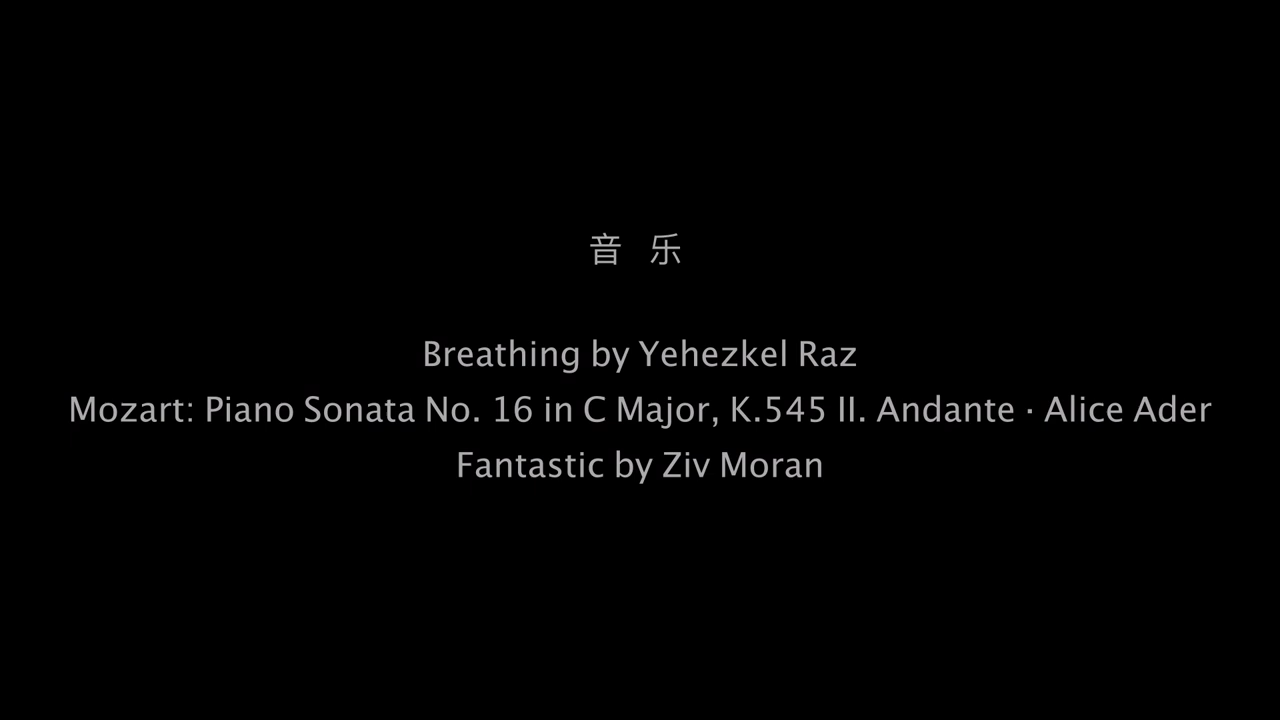 音 乐
Breathing by Yehezkel Raz
Mozart: Piano Sonata No. 16 in C Major, K.545 II. Andante · Alice Ader
Fantastic by Ziv Moran